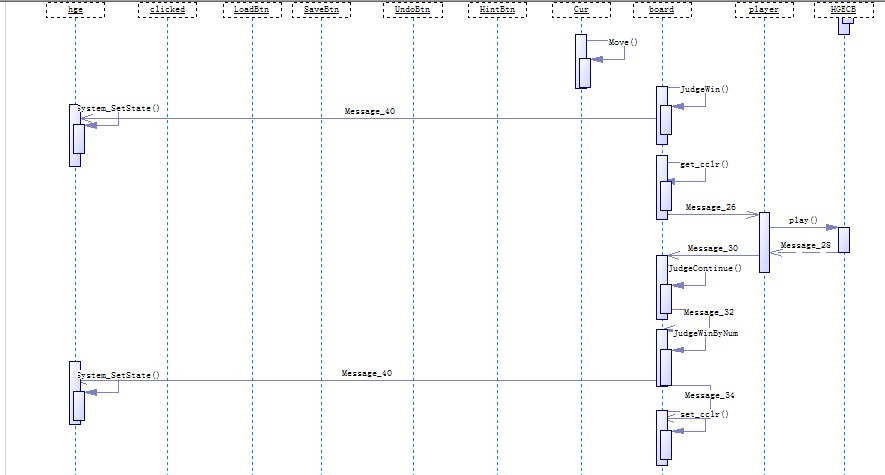 hge clicked LoadBtn SaveBtn UndoBtn HintBtn Cur board player HGECB
Move()
JudgeWin()
System_SetState() Message_40
get_cclr()
Message_26
play()
Message_28
Message_30
JudgeContinue()
Message_32
JudgeWinByNum
System_SetState() Message_40
Message_34
set_cclr()